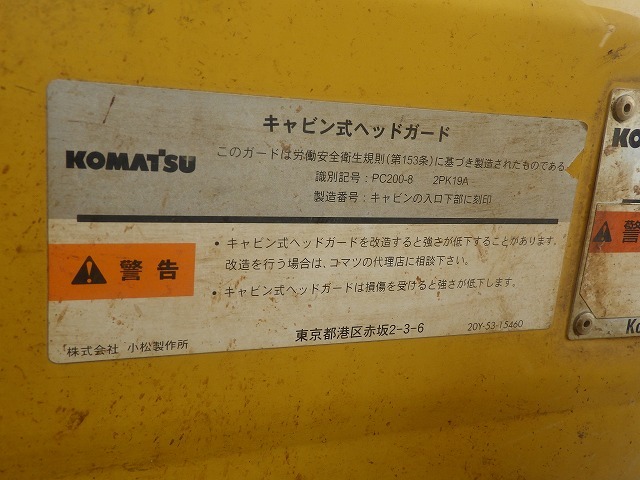 キャビン式ヘッドガード
KOMATSU
このガードは労働安全衛生規則(第153条)に基づき製造されたものである
識別記号:PC200-8 2PK19A
製造番号:キャビンの入口下部に刻印
警告
・キャビン式ヘッドガードを改造すると強さが低下することがあります。
改造を行う場合は、コマツの代理店に相談下さい。
・キャビン式ヘッドガードは損傷を受けると強さが低下します。
株式会社 小松製作所
東京都港区赤坂2-3-6
20Y-53-15460